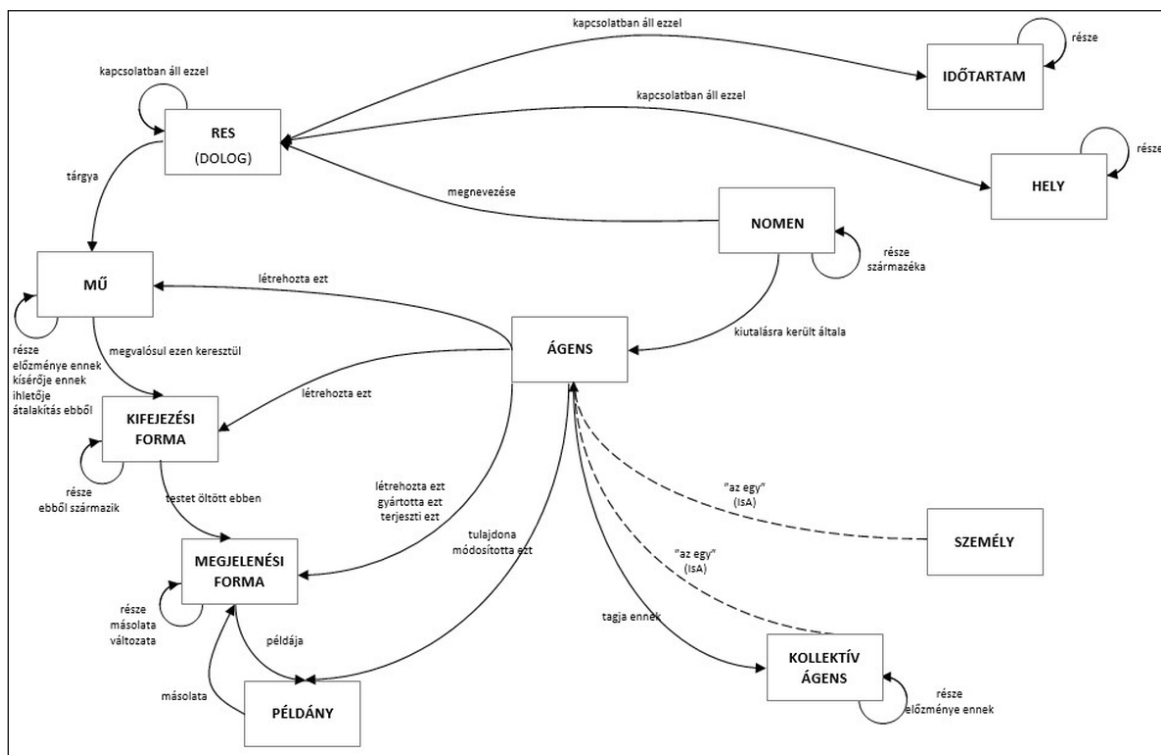 kapcsolatban áll ezzel
része
IDŐTARTAM
kapcsolatban áll ezzel
kapcsolatban áll ezzel
RES
(DOLOG)
része
HELY
tárgya
megnevezése
NOMEN
része
származéka
MŰ
létrehozta ezt
kiutalásra került általa
ÁGENS
része
előzménye ennek
kísérője ennek
ihletője
átalakítás ebből
megvalósul ezen keresztül
létrehozta ezt
KIFEJEZÉSI
FORMA
része
ebből származik
testet öltött ebben
létrehozta ezt
gyártotta ezt
terjeszti ezt
tulajdona
módosította ezt
"az egy"
(IsA)
SZEMÉLY
"az egy"
(IsA)
MEGJELENÉSI
FORMA
része
másolata
változata
példája
tagja ennek
KOLLEKTÍV
ÁGENS
része
előzménye ennek
másolata
PÉLDÁNY